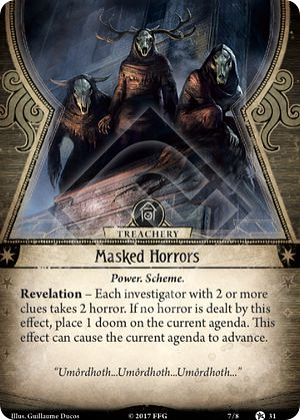 TREACHERY
Masked Horrors
Power. Scheme.
Revelation – Each investigator with 2 or more
clues takes 2 horror. If no horror is dealt by this
effect, place 1 doom on the current agenda. This
effect can cause the current agenda to advance.
“Umôrdhoth...Umôrdhoth...Umôrdhoth...”
Illus. Guillaume Ducos © 2017 FFG 7/8 31